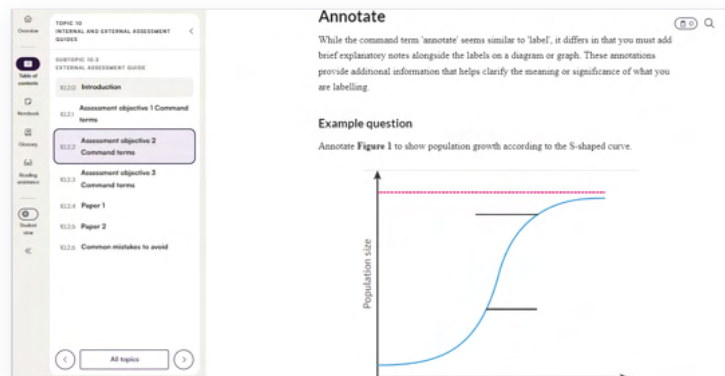 Overview
Table of
contents
Notebook
Glossary
Reading
assistance
Student
view
TOPIC 10
INTERNAL AND EXTERNAL ASSESSMENT
GUIDES
SUBTOPIC 10.2
EXTERNAL ASSESSMENT GUIDE
10.2.0 Introduction
10.2.1 Assessment objective 1 Command
terms
10.2.2 Assessment objective 2
Command terms
10.2.3 Assessment objective 3
Command terms
10.2.4 Paper 1
10.2.5 Paper 2
10.2.6 Common mistakes to avoid
All topics
0
Annotate
While the command term 'annotate' seems similar to 'label', it differs in that you must add
brief explanatory notes alongside the labels on a diagram or graph. These annotations
provide additional information that helps clarify the meaning or significance of what you
are labelling.
Example question
Annotate Figure 1 to show population growth according to the S-shaped curve.
Population size